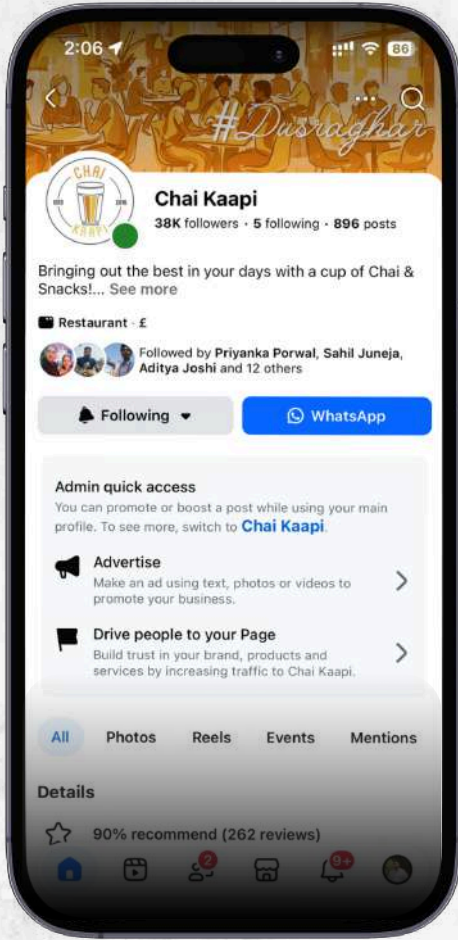 2:06
86
#Dusraghar
CHAI
KAAPI
Chai Kaapi
38K followers · 5 following · 896 posts
Bringing out the best in your days with a cup of Chai &
Snacks!... See more
Restaurant · £
Followed by Priyanka Porwal, Sahil Juneja,
Aditya Joshi and 12 others
Following
WhatsApp
Admin quick access
You can promote or boost a post while using your main
profile. To see more, switch to Chai Kaapi.
Advertise
Make an ad using text, photos or videos to
promote your business.
Drive people to your Page
Build trust in your brand, products and
services by increasing traffic to Chai Kaapi.
All Photos Reels Events Mentions
Details
90% recommend (262 reviews)
2
9+